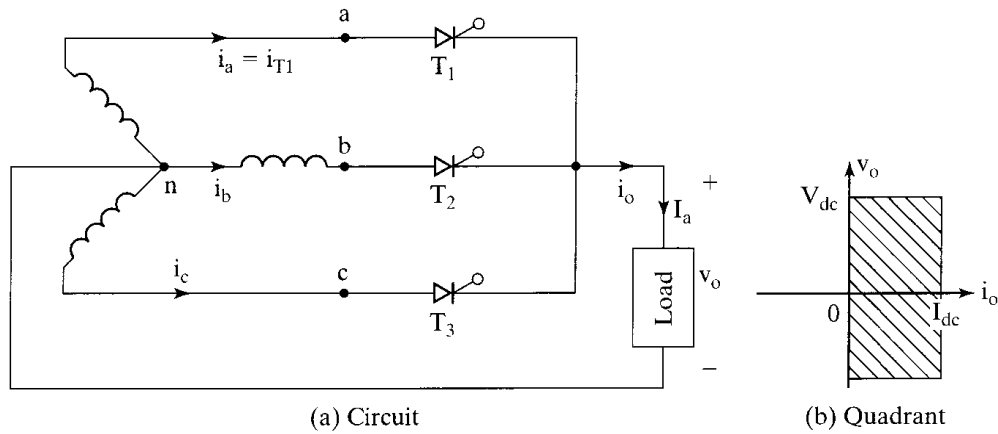 a
i_a = i_T1
T_1
b
n
i_b
T_2
i_o
+
I_a
i_c
c
T_3
Load
v_o
−
(a) Circuit
v_o
V_dc
0
I_dc
i_o
(b) Quadrant